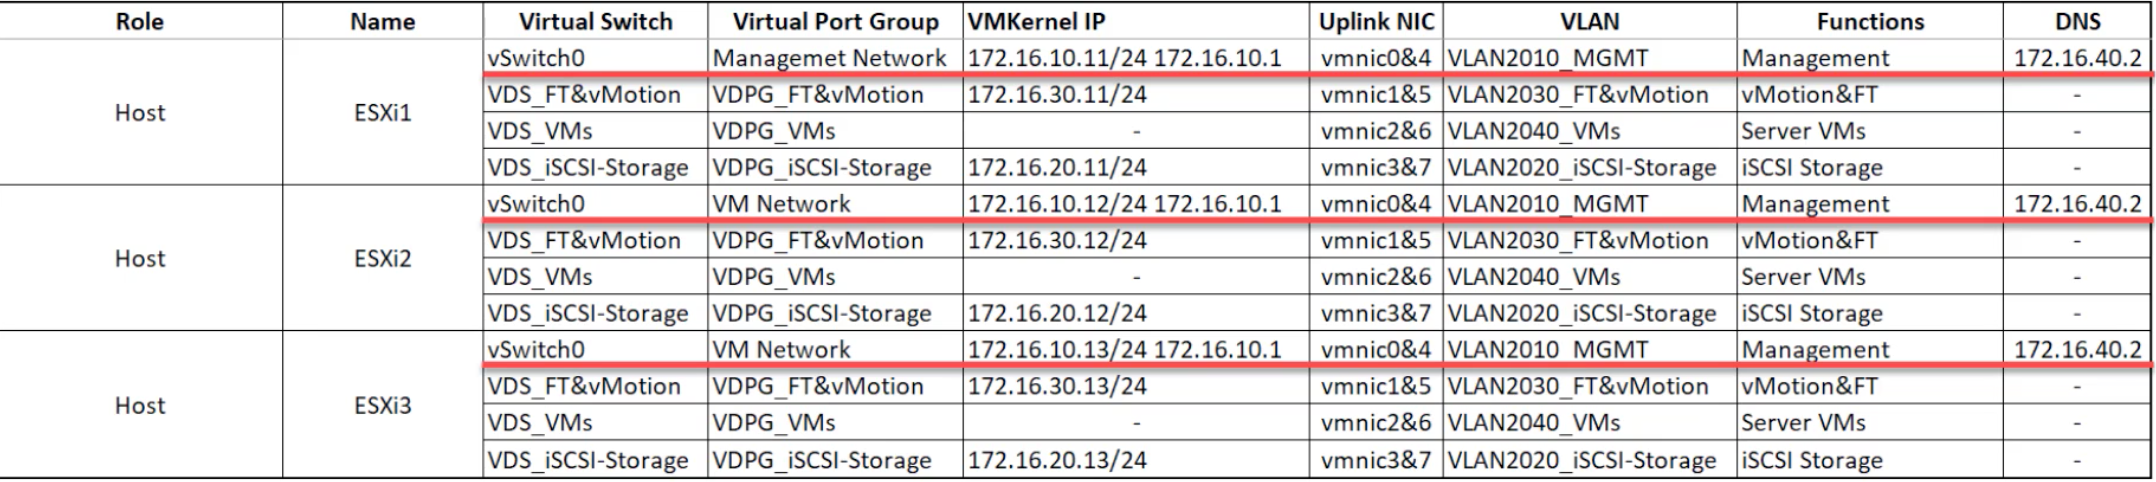 Role Name Virtual Switch Virtual Port Group VMKernel IP Uplink NIC VLAN Functions DNS
vSwitch0 Managemet Network 172.16.10.11/24 172.16.10.1 vmnic0&4 VLAN2010_MGMT Management 172.16.40.2
VDS_FT&vMotion VDPG_FT&vMotion 172.16.30.11/24 vmnic1&5 VLAN2030_FT&vMotion vMotion&FT -
Host ESXi1
VDS_VMs VDPG_VMs - vmnic2&6 VLAN2040_VMs Server VMs -
VDS_iSCSI-Storage VDPG_iSCSI-Storage 172.16.20.11/24 vmnic3&7 VLAN2020_iSCSI-Storage iSCSI Storage -
vSwitch0 VM Network 172.16.10.12/24 172.16.10.1 vmnic0&4 VLAN2010_MGMT Management 172.16.40.2
VDS_FT&vMotion VDPG_FT&vMotion 172.16.30.12/24 vmnic1&5 VLAN2030_FT&vMotion vMotion&FT -
Host ESXi2
VDS_VMs VDPG_VMs - vmnic2&6 VLAN2040_VMs Server VMs -
VDS_iSCSI-Storage VDPG_iSCSI-Storage 172.16.20.12/24 vmnic3&7 VLAN2020_iSCSI-Storage iSCSI Storage -
vSwitch0 VM Network 172.16.10.13/24 172.16.10.1 vmnic0&4 VLAN2010_MGMT Management 172.16.40.2
VDS_FT&vMotion VDPG_FT&vMotion 172.16.30.13/24 vmnic1&5 VLAN2030_FT&vMotion vMotion&FT -
Host ESXi3
VDS_VMs VDPG_VMs - vmnic2&6 VLAN2040_VMs Server VMs -
VDS_iSCSI-Storage VDPG_iSCSI-Storage 172.16.20.13/24 vmnic3&7 VLAN2020_iSCSI-Storage iSCSI Storage -